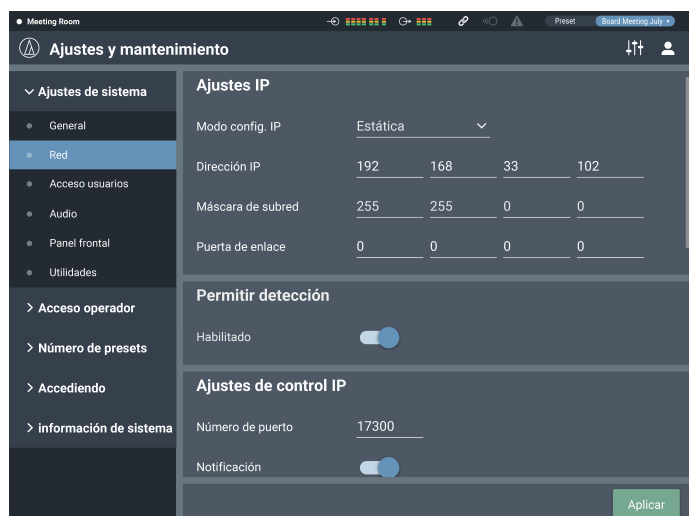 Meeting Room
Preset
Board Meeting July
Ajustes y mantenimiento
Ajustes de sistema
General
Red
Acceso usuarios
Audio
Panel frontal
Utilidades
Acceso operador
Número de presets
Accediendo
información de sistema
Ajustes IP
Modo config. IP Estática
Dirección IP 192 168 33 102
Máscara de subred 255 255 0 0
Puerta de enlace 0 0 0 0
Permitir detección
Habilitado
Ajustes de control IP
Número de puerto 17300
Notificación
Aplicar